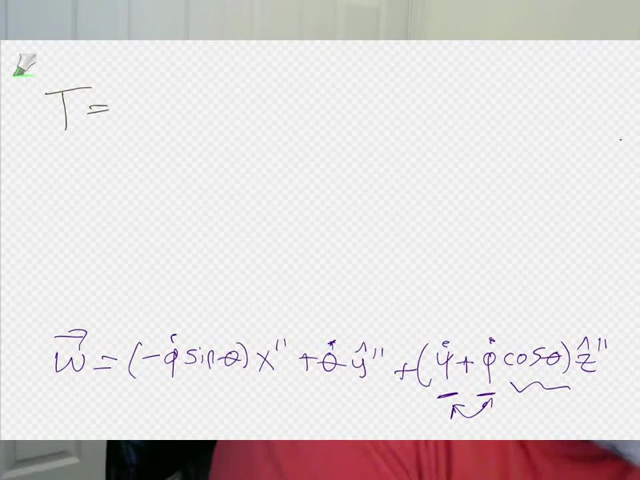 T =
ω⃗ = (-φ̇ sin θ) x'' + θ̇ ŷ'' + (ψ̇ + φ̇ cos θ) ẑ''